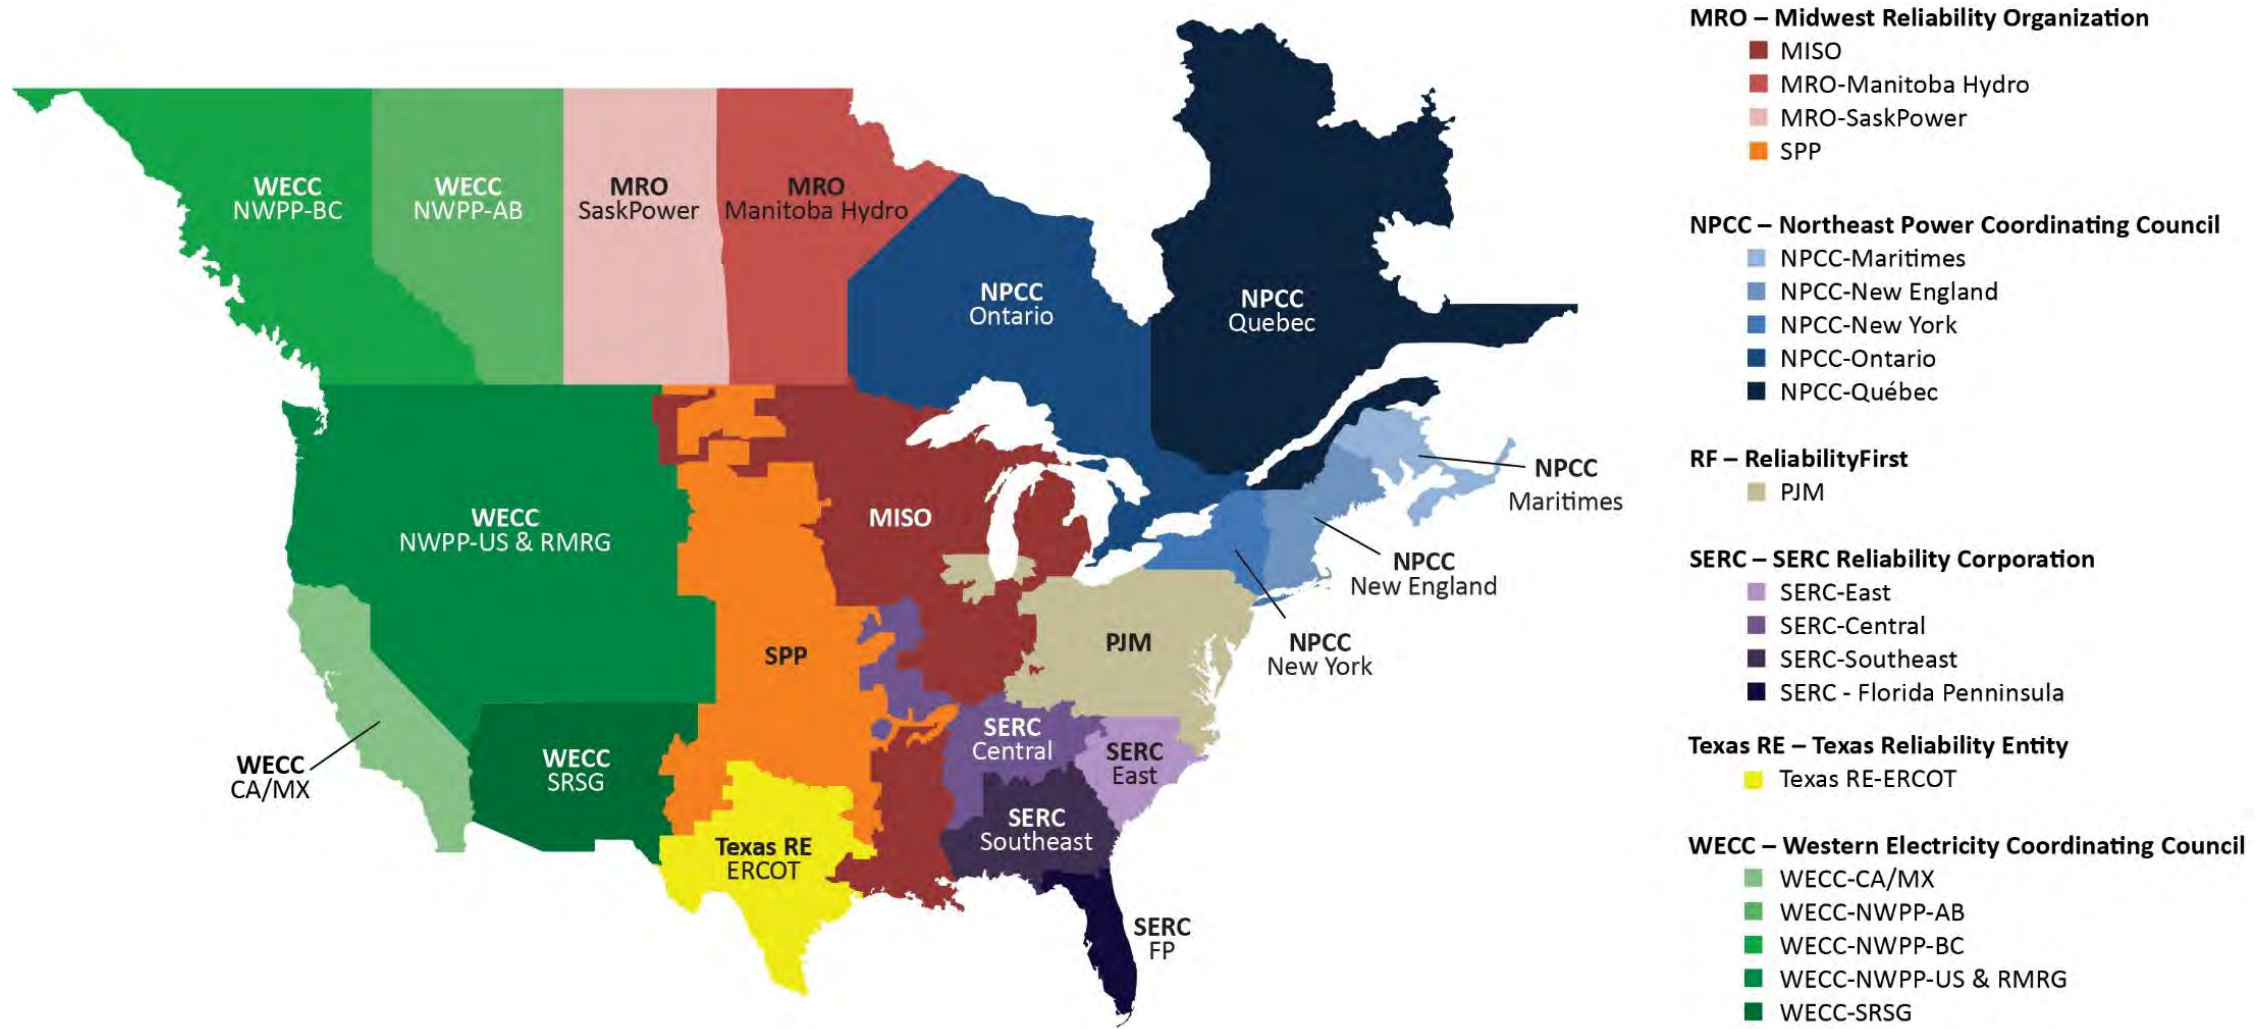 WECC
NWPP-BC
WECC
NWPP-AB
MRO
SaskPower
MRO
Manitoba Hydro
NPCC
Ontario
NPCC
Quebec
NPCC
Maritimes
WECC
NWPP-US & RMRG
MISO
NPCC
New England
SPP
PJM
NPCC
New York
WECC
CA/MX
WECC
SRSG
SERC
Central
SERC
East
SERC
Southeast
Texas RE
ERCOT
SERC
FP
MRO – Midwest Reliability Organization
MISO
MRO-Manitoba Hydro
MRO-SaskPower
SPP
NPCC – Northeast Power Coordinating Council
NPCC-Maritimes
NPCC-New England
NPCC-New York
NPCC-Ontario
NPCC-Québec
RF – ReliabilityFirst
PJM
SERC – SERC Reliability Corporation
SERC-East
SERC-Central
SERC-Southeast
SERC - Florida Penninsula
Texas RE – Texas Reliability Entity
Texas RE-ERCOT
WECC – Western Electricity Coordinating Council
WECC-CA/MX
WECC-NWPP-AB
WECC-NWPP-BC
WECC-NWPP-US & RMRG
WECC-SRSG